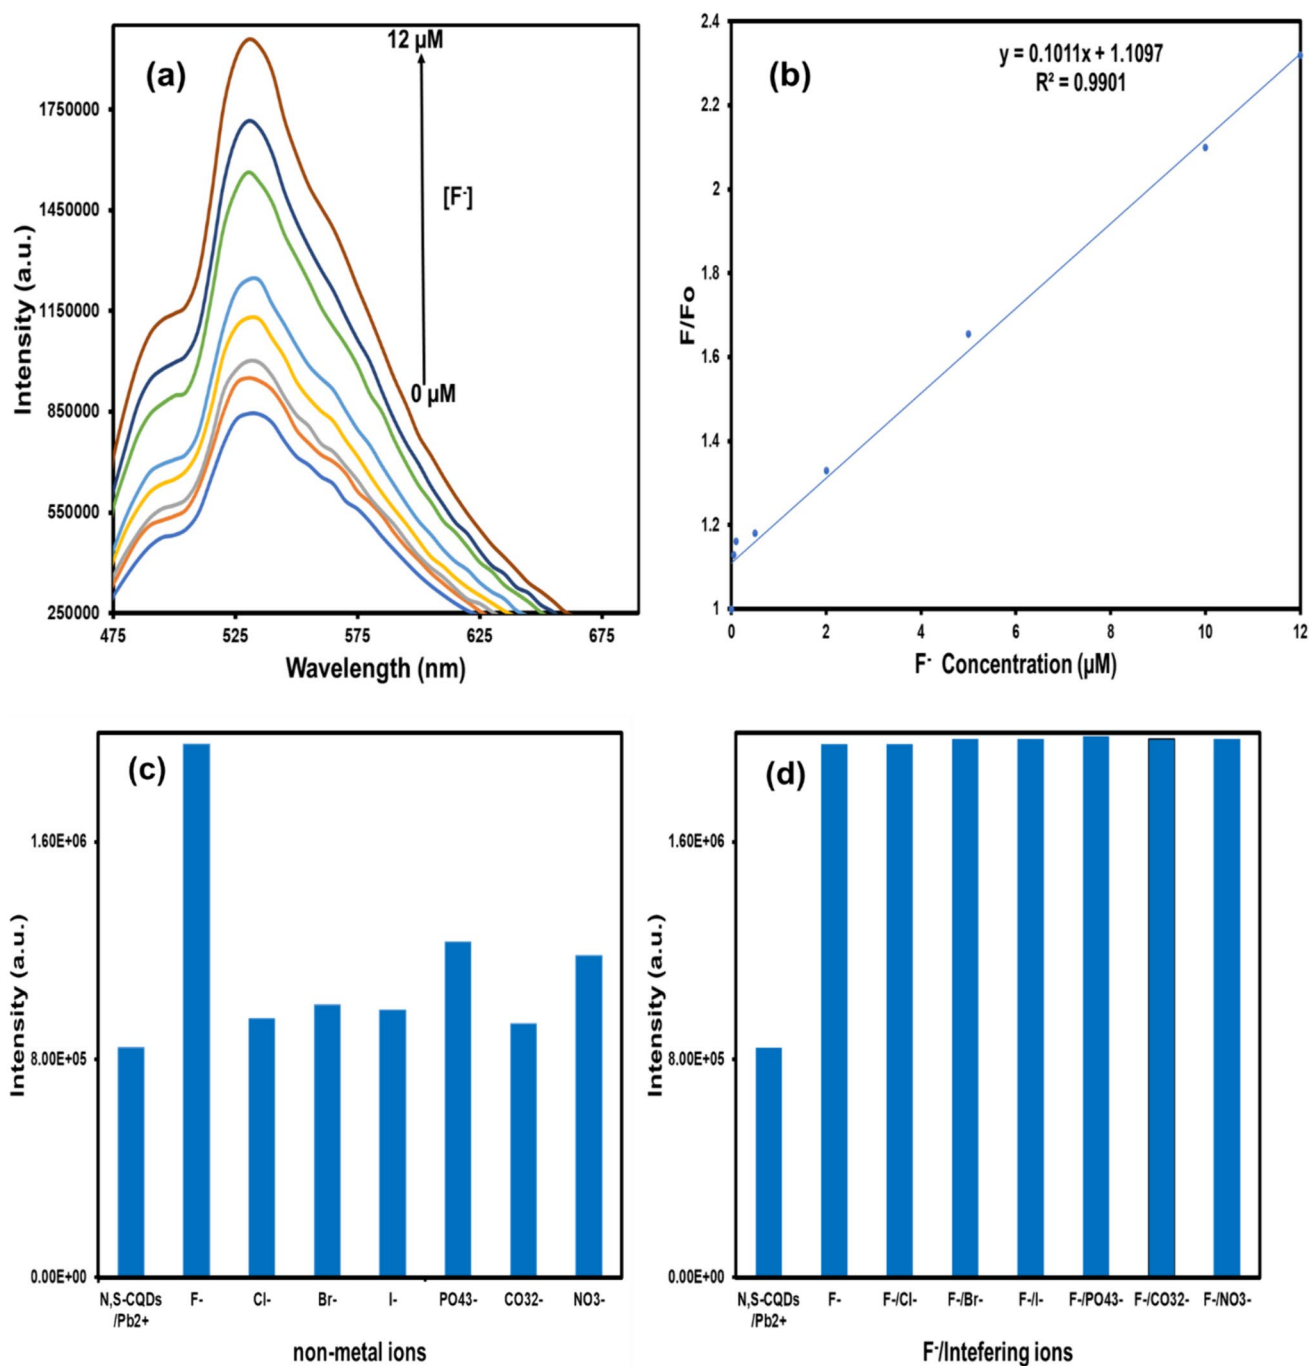 (a)
12 µM
[F-]
0 µM
1750000
1450000
1150000
850000
550000
250000
475
525
575
625
675
Intensity (a.u.)
Wavelength (nm)
(b)
y = 0.1011x + 1.1097
R² = 0.9901
2.4
2.2
2
1.8
1.6
1.4
1.2
1
0
2
4
6
8
10
12
F/Fo
F- Concentration (µM)
(c)
1.60E+06
8.00E+05
0.00E+00
Intensity (a.u.)
N,S-CQDs
/Pb2+
F-
Cl-
Br-
I-
PO43-
CO32-
NO3-
non-metal ions
(d)
1.60E+06
8.00E+05
0.00E+00
Intensity (a.u.)
N,S-CQDs
/Pb2+
F-
F-/Cl-
F-/Br-
F-/I-
F-/PO43-
F-/CO32-
F-/NO3-
F-/Intefering ions